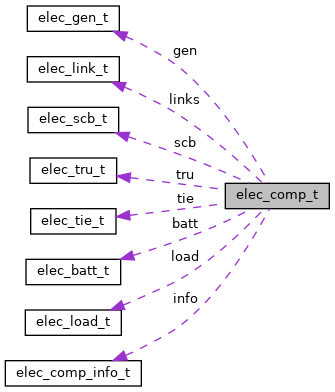 elec_gen_t
gen
elec_link_t
links
elec_scb_t
scb
elec_tru_t
tru
elec_comp_t
tie
elec_tie_t
batt
elec_batt_t
load
elec_load_t
info
elec_comp_info_t